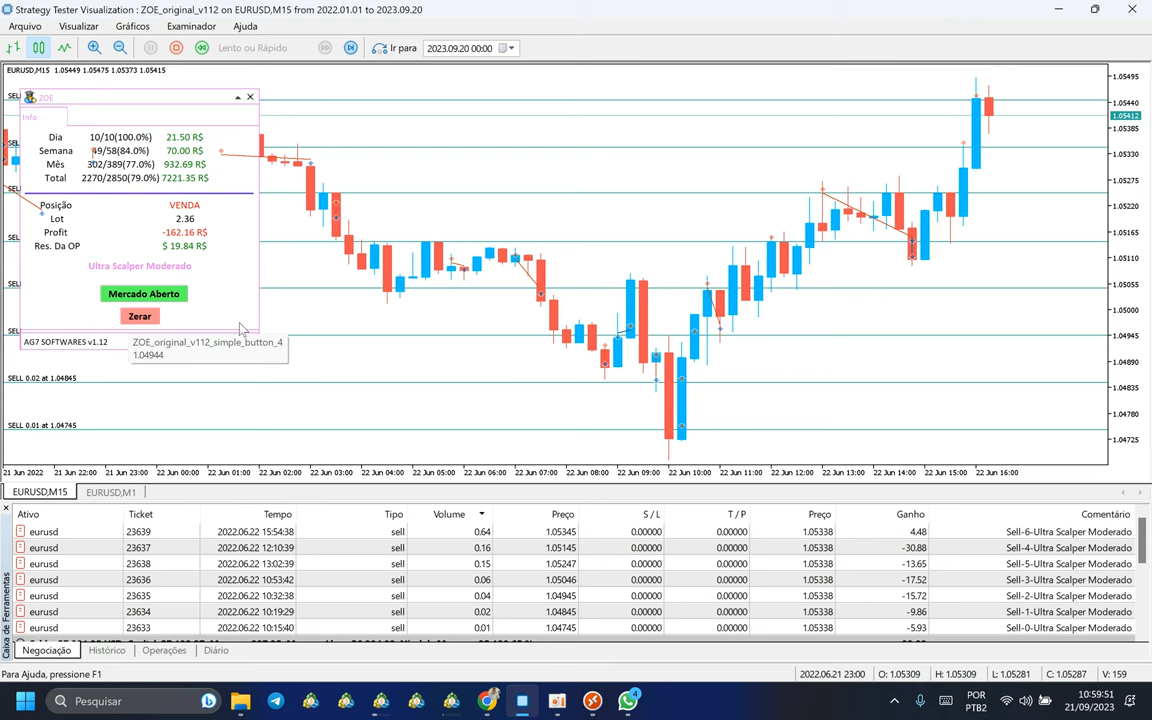 Strategy Tester Visualization : ZOE_original_v112 on EURUSD,M15 from 2022.01.01 to 2023.09.20
Arquivo Visualizar Gráficos Examinador Ajuda
Lento ou Rápido Ir para 2023.09.20 00:00
EURUSD,M15 1.05449 1.05475 1.05373 1.05415
ZOE
Info
Dia 10/10(100.0%) 21.50 R$
Semana 49/58(84.0%) 70.00 R$
Mês 302/389(77.0%) 932.69 R$
Total 2270/2850(79.0%) 7221.35 R$
Posição VENDA
Lot 2.36
Profit -162.16 R$
Res. Da OP $ 19.84 R$
Ultra Scalper Moderado
Mercado Aberto
Zerar
AG7 SOFTWARES v1.12
ZOE_original_v112_simple_button_4
1.04944
SELL 0.02 at 1.04845
SELL 0.01 at 1.04745
1.05495
1.05440
1.05412
1.05385
1.05330
1.05275
1.05220
1.05165
1.05110
1.05055
1.05000
1.04945
1.04890
1.04835
1.04780
1.04725
21 Jun 2022 21 Jun 22:00 21 Jun 23:00 22 Jun 00:00 22 Jun 01:00 22 Jun 02:00 22 Jun 03:00 22 Jun 04:00 22 Jun 05:00 22 Jun 06:00 22 Jun 07:00 22 Jun 08:00 22 Jun 09:00 22 Jun 10:00 22 Jun 11:00 22 Jun 12:00 22 Jun 13:00 22 Jun 14:00 22 Jun 15:00 22 Jun 16:00
EURUSD,M15 EURUSD,M1
Ativo Ticket Tempo Tipo Volume Preço S / L T / P Preço Ganho Comentário
eurusd 23639 2022.06.22 15:54:38 sell 0.64 1.05345 0.00000 0.00000 1.05338 4.48 Sell-6-Ultra Scalper Moderado
eurusd 23637 2022.06.22 12:10:39 sell 0.16 1.05145 0.00000 0.00000 1.05338 -30.88 Sell-4-Ultra Scalper Moderado
eurusd 23638 2022.06.22 13:02:39 sell 0.15 1.05247 0.00000 0.00000 1.05338 -13.65 Sell-5-Ultra Scalper Moderado
eurusd 23636 2022.06.22 10:53:42 sell 0.06 1.05046 0.00000 0.00000 1.05338 -17.52 Sell-3-Ultra Scalper Moderado
eurusd 23635 2022.06.22 10:32:38 sell 0.04 1.04945 0.00000 0.00000 1.05338 -15.72 Sell-2-Ultra Scalper Moderado
eurusd 23634 2022.06.22 10:19:29 sell 0.02 1.04845 0.00000 0.00000 1.05338 -9.86 Sell-1-Ultra Scalper Moderado
eurusd 23633 2022.06.22 10:15:40 sell 0.01 1.04745 0.00000 0.00000 1.05338 -5.93 Sell-0-Ultra Scalper Moderado
Caixa de Ferramentas
Negociação Histórico Operações Diário
Para Ajuda, pressione F1 2022.06.21 23:00 O: 1.05309 H: 1.05309 L: 1.05281 C: 1.05287 V: 159
Pesquisar 4 POR PTB2 10:59:51 21/09/2023